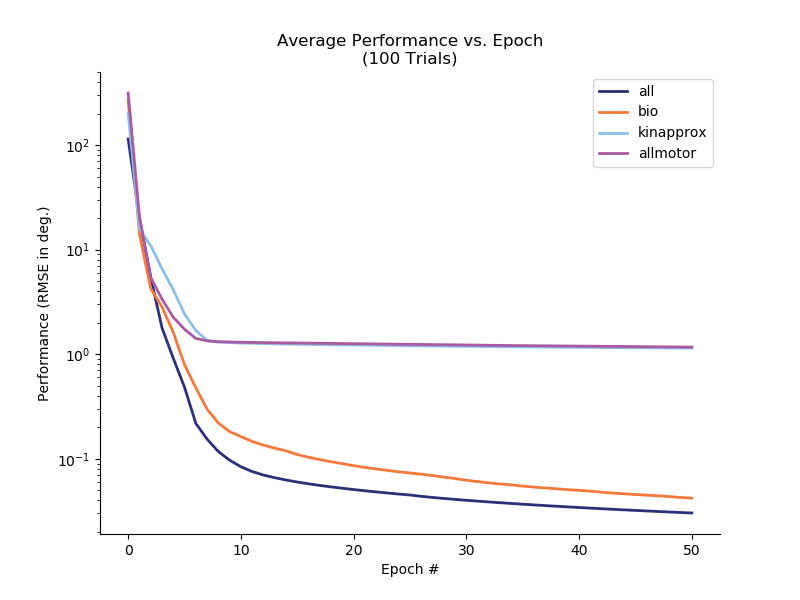 Average Performance vs. Epoch
(100 Trials)
all
bio
kinapprox
allmotor
Performance (RMSE in deg.)
10²
10¹
10⁰
10⁻¹
0 10 20 30 40 50
Epoch #